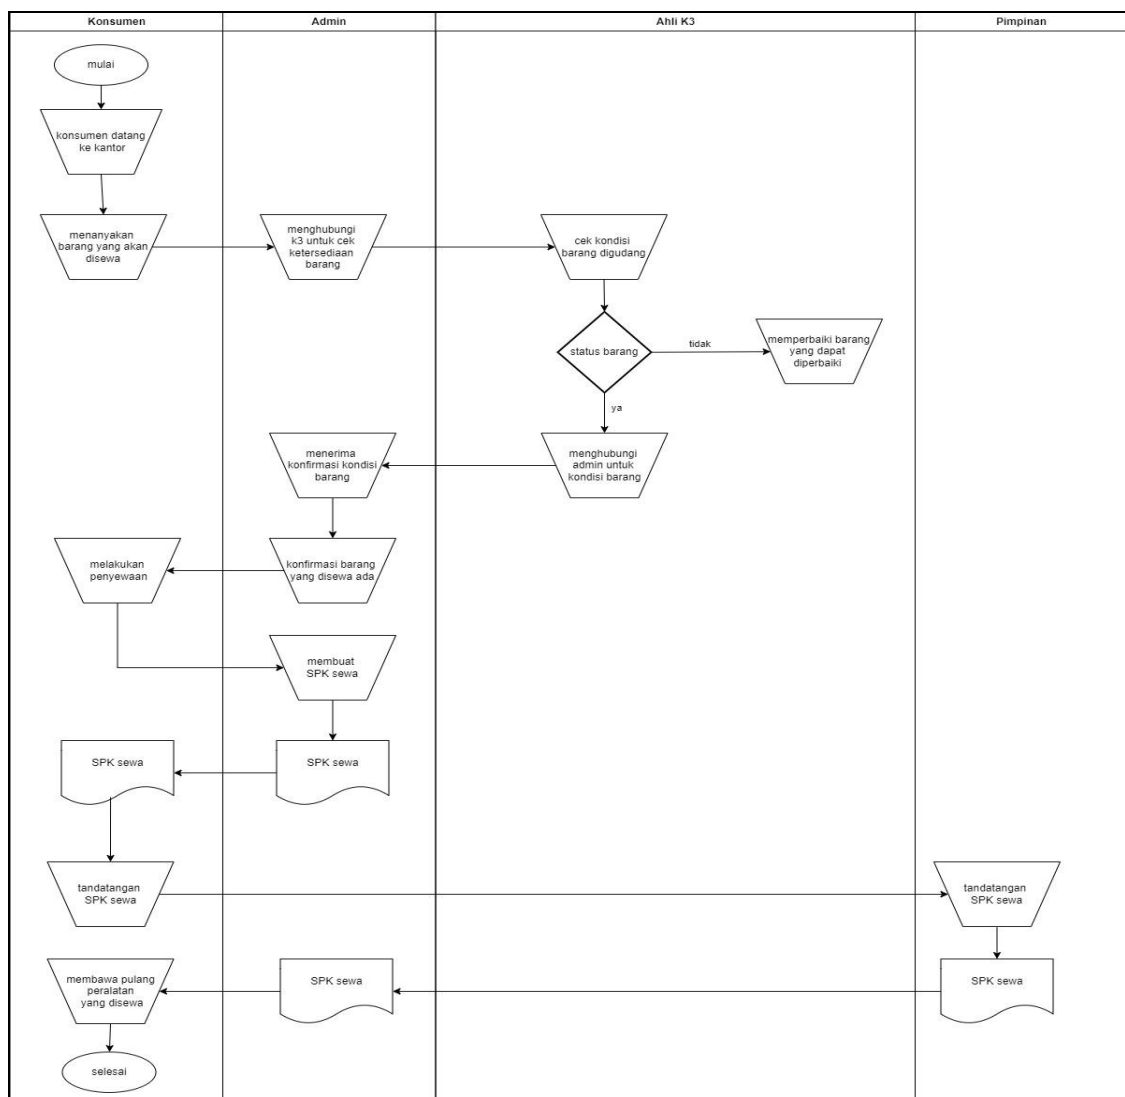 Konsumen
Admin
Ahli K3
Pimpinan
mulai
konsumen datang
ke kantor
menanyakan
barang yang akan
disewa
menghubungi
k3 untuk cek
ketersediaan
barang
cek kondisi
barang digudang
status barang
tidak
memperbaiki barang
yang dapat
diperbaiki
ya
menghubungi
admin untuk
kondisi barang
menerima
konfirmasi kondisi
barang
konfirmasi barang
yang disewa ada
melakukan
penyewaan
membuat
SPK sewa
SPK sewa
SPK sewa
tandatangan
SPK sewa
tandatangan
SPK sewa
SPK sewa
SPK sewa
membawa pulang
peralatan
yang disewa
selesai